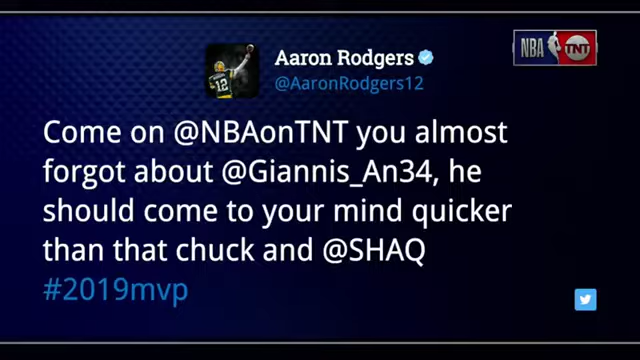 Aaron Rodgers
@AaronRodgers12
NBA TNT
Come on @NBAonTNT you almost
forgot about @Giannis_An34, he
should come to your mind quicker
than that chuck and @SHAQ
#2019mvp
12